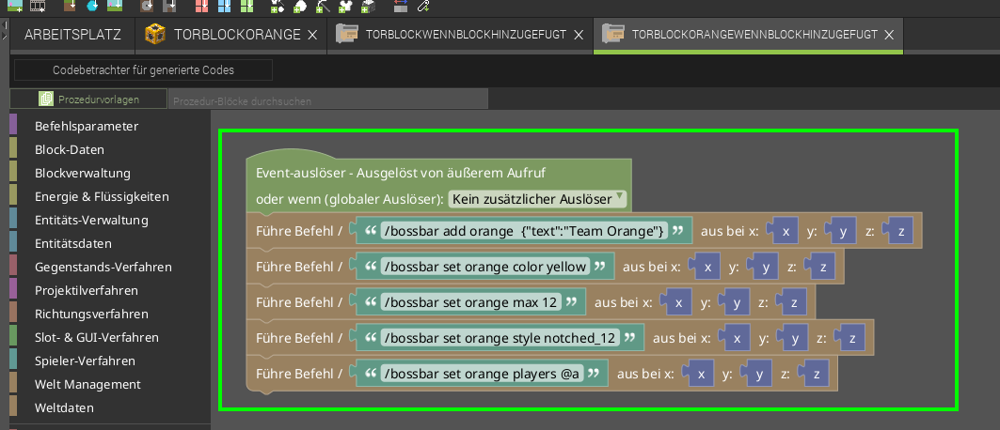 ARBEITSPLATZ TORBLOCKORANGE TORBLOCKWENNBLOCKHINZUGEFUGT TORBLOCKORANGEWENNBLOCKHINZUGEFUGT
Codebetrachter für generierte Codes
Prozedurvorlagen Prozedur-Blöcke durchsuchen
Befehlsparameter
Block-Daten
Blockverwaltung
Energie & Flüssigkeiten
Entitäts-Verwaltung
Entitätsdaten
Gegenstands-Verfahren
Projektilverfahren
Richtungsverfahren
Slot- & GUI-Verfahren
Spieler-Verfahren
Welt Management
Weltdaten
Event-auslöser - Ausgelöst von äußerem Aufruf
oder wenn (globaler Auslöser): Kein zusätzlicher Auslöser
Führe Befehl / “ /bossbar add orange  {"text":"Team Orange"} ” aus bei x: x y: y z: z
Führe Befehl / “ /bossbar set orange color yellow ” aus bei x: x y: y z: z
Führe Befehl / “ /bossbar set orange max 12 ” aus bei x: x y: y z: z
Führe Befehl / “ /bossbar set orange style notched_12 ” aus bei x: x y: y z: z
Führe Befehl / “ /bossbar set orange players @a ” aus bei x: x y: y z: z